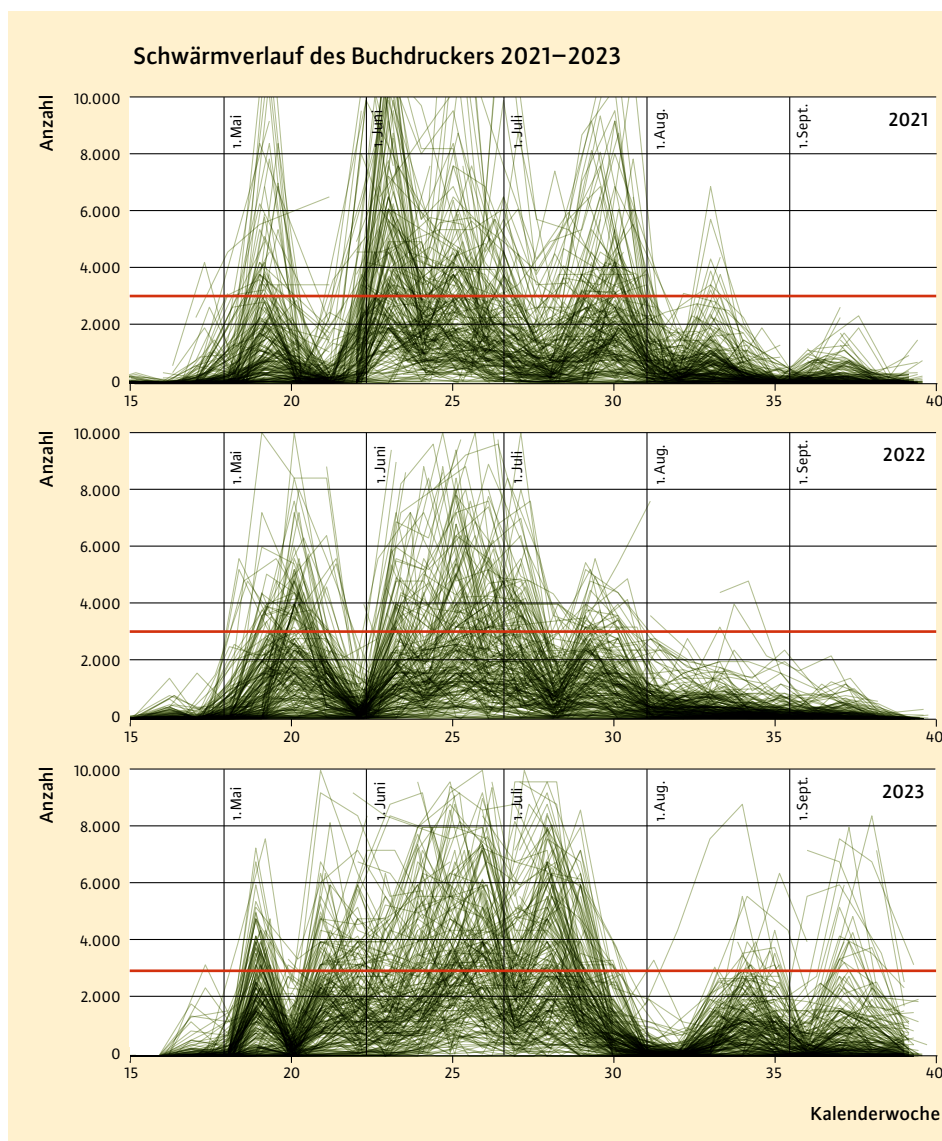 Schwärmverlauf des Buchdruckers 2021–2023
Anzahl
10.000
8.000
6.000
4.000
2.000
0
1. Mai
1. Juni
1. Juli
1. Aug.
1. Sept.
2021
15 20 25 30 35 40
Anzahl
10.000
8.000
6.000
4.000
2.000
0
1. Mai
1. Juni
1. Juli
1. Aug.
1. Sept.
2022
15 20 25 30 35 40
Anzahl
10.000
8.000
6.000
4.000
2.000
0
1. Mai
1. Juni
1. Juli
1. Aug.
1. Sept.
2023
15 20 25 30 35 40
Kalenderwoche